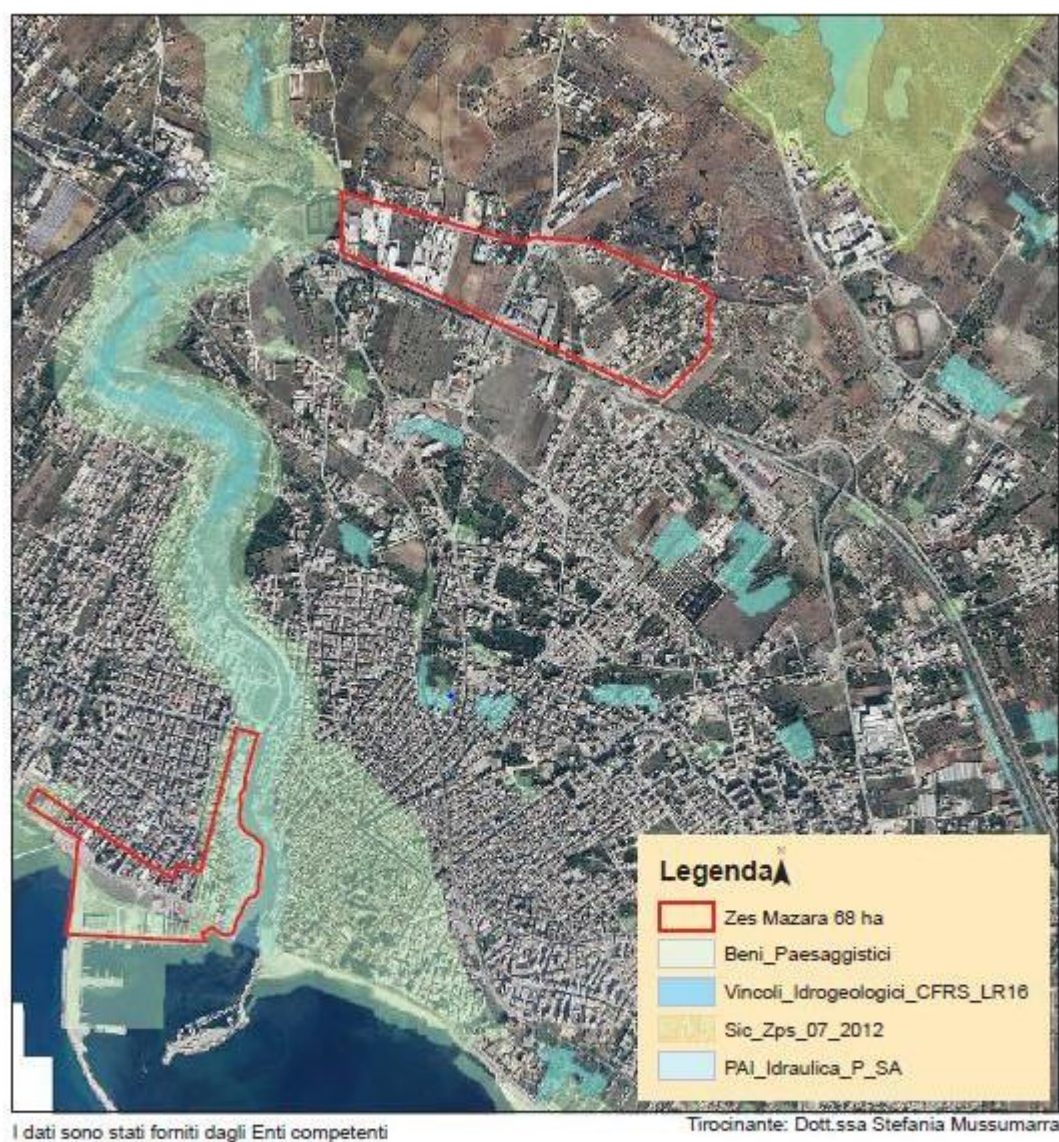 Legenda
Zes Mazara 68 ha
Beni_Paesaggistici
Vincoli_Idrogeologici_CFRS_LR16
Sic_Zps_07_2012
PAI_Idraulica_P_SA
I dati sono stati forniti dagli Enti competenti
Tirocinante: Dott.ssa Stefania Mussumarra